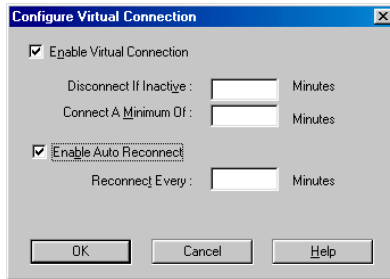 Configure Virtual Connection
Enable Virtual Connection
Disconnect If Inactive : Minutes
Connect A Minimum Of : Minutes
Enable Auto Reconnect
Reconnect Every : Minutes
OK Cancel Help